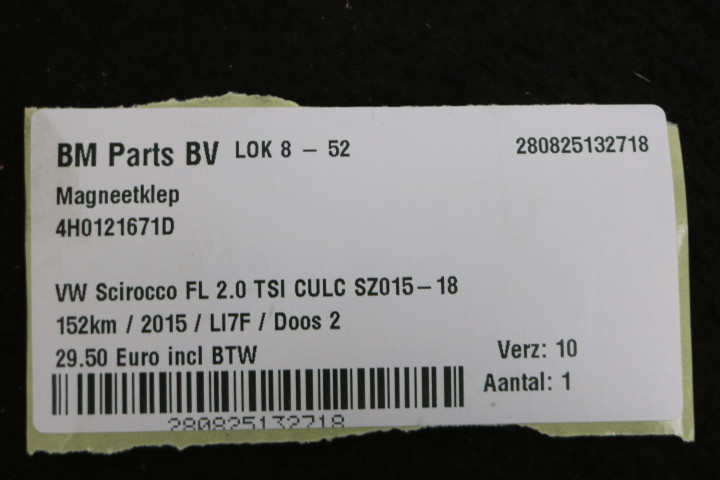 BM Parts BV LOK 8 - 52 280825132718
Magneetklep
4H0121671D
VW Scirocco FL 2.0 TSI CULC SZ015-18
152km / 2015 / LI7F / Doos 2
29.50 Euro incl BTW Verz: 10
Aantal: 1
280825132718